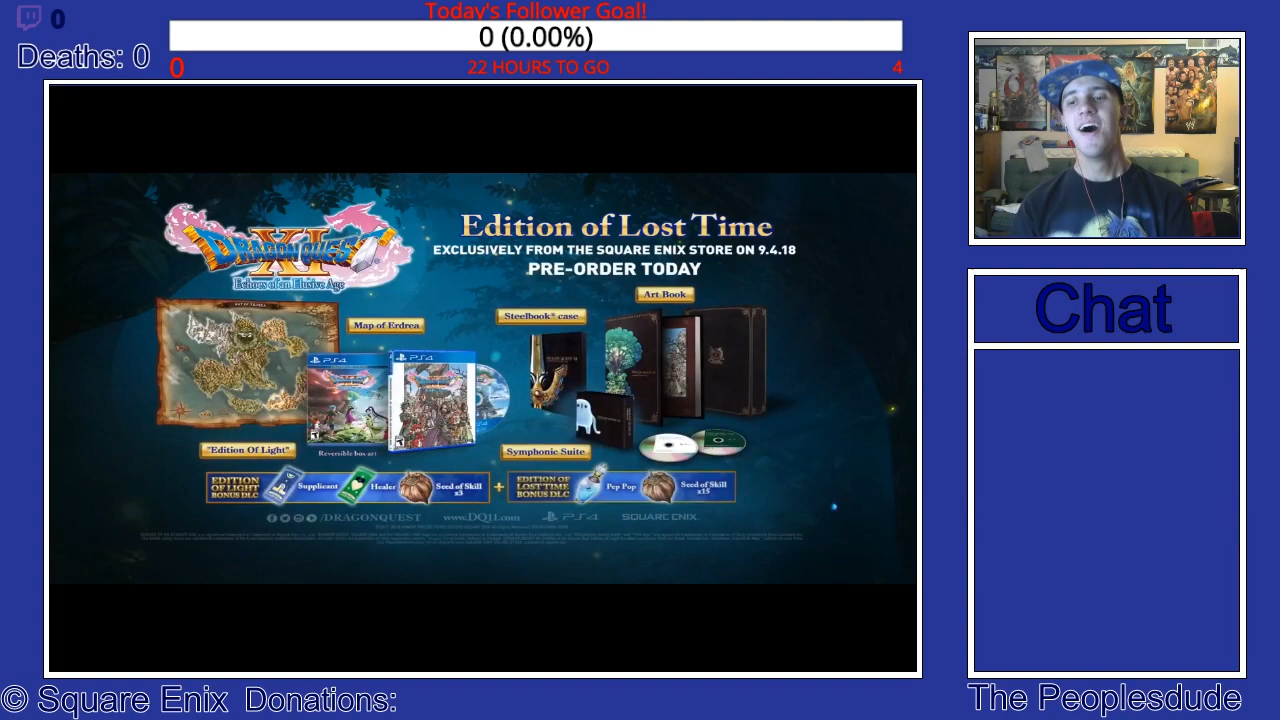 0
Today's Follower Goal!
0 (0.00%)
Deaths: 0
0
22 HOURS TO GO
4
DRAGON QUEST XI
Echoes of an Elusive Age
Edition of Lost Time
EXCLUSIVELY FROM THE SQUARE ENIX STORE ON 9.4.18
PRE-ORDER TODAY
Art Book
Steelbook® case
Map of Erdrea
PS4
PS4
"Edition Of Light"
Reversible box art
Symphonic Suite
EDITION OF LIGHT BONUS DLC
Supplicant
Healer
Seed of Skill x3
+
EDITION OF LOST TIME BONUS DLC
Pep Pop
Seed of Skill x15
/DRAGONQUEST
www.DQ11.com
PS4
SQUARE ENIX.
W
Chat
© Square Enix
Donations:
The Peoplesdude